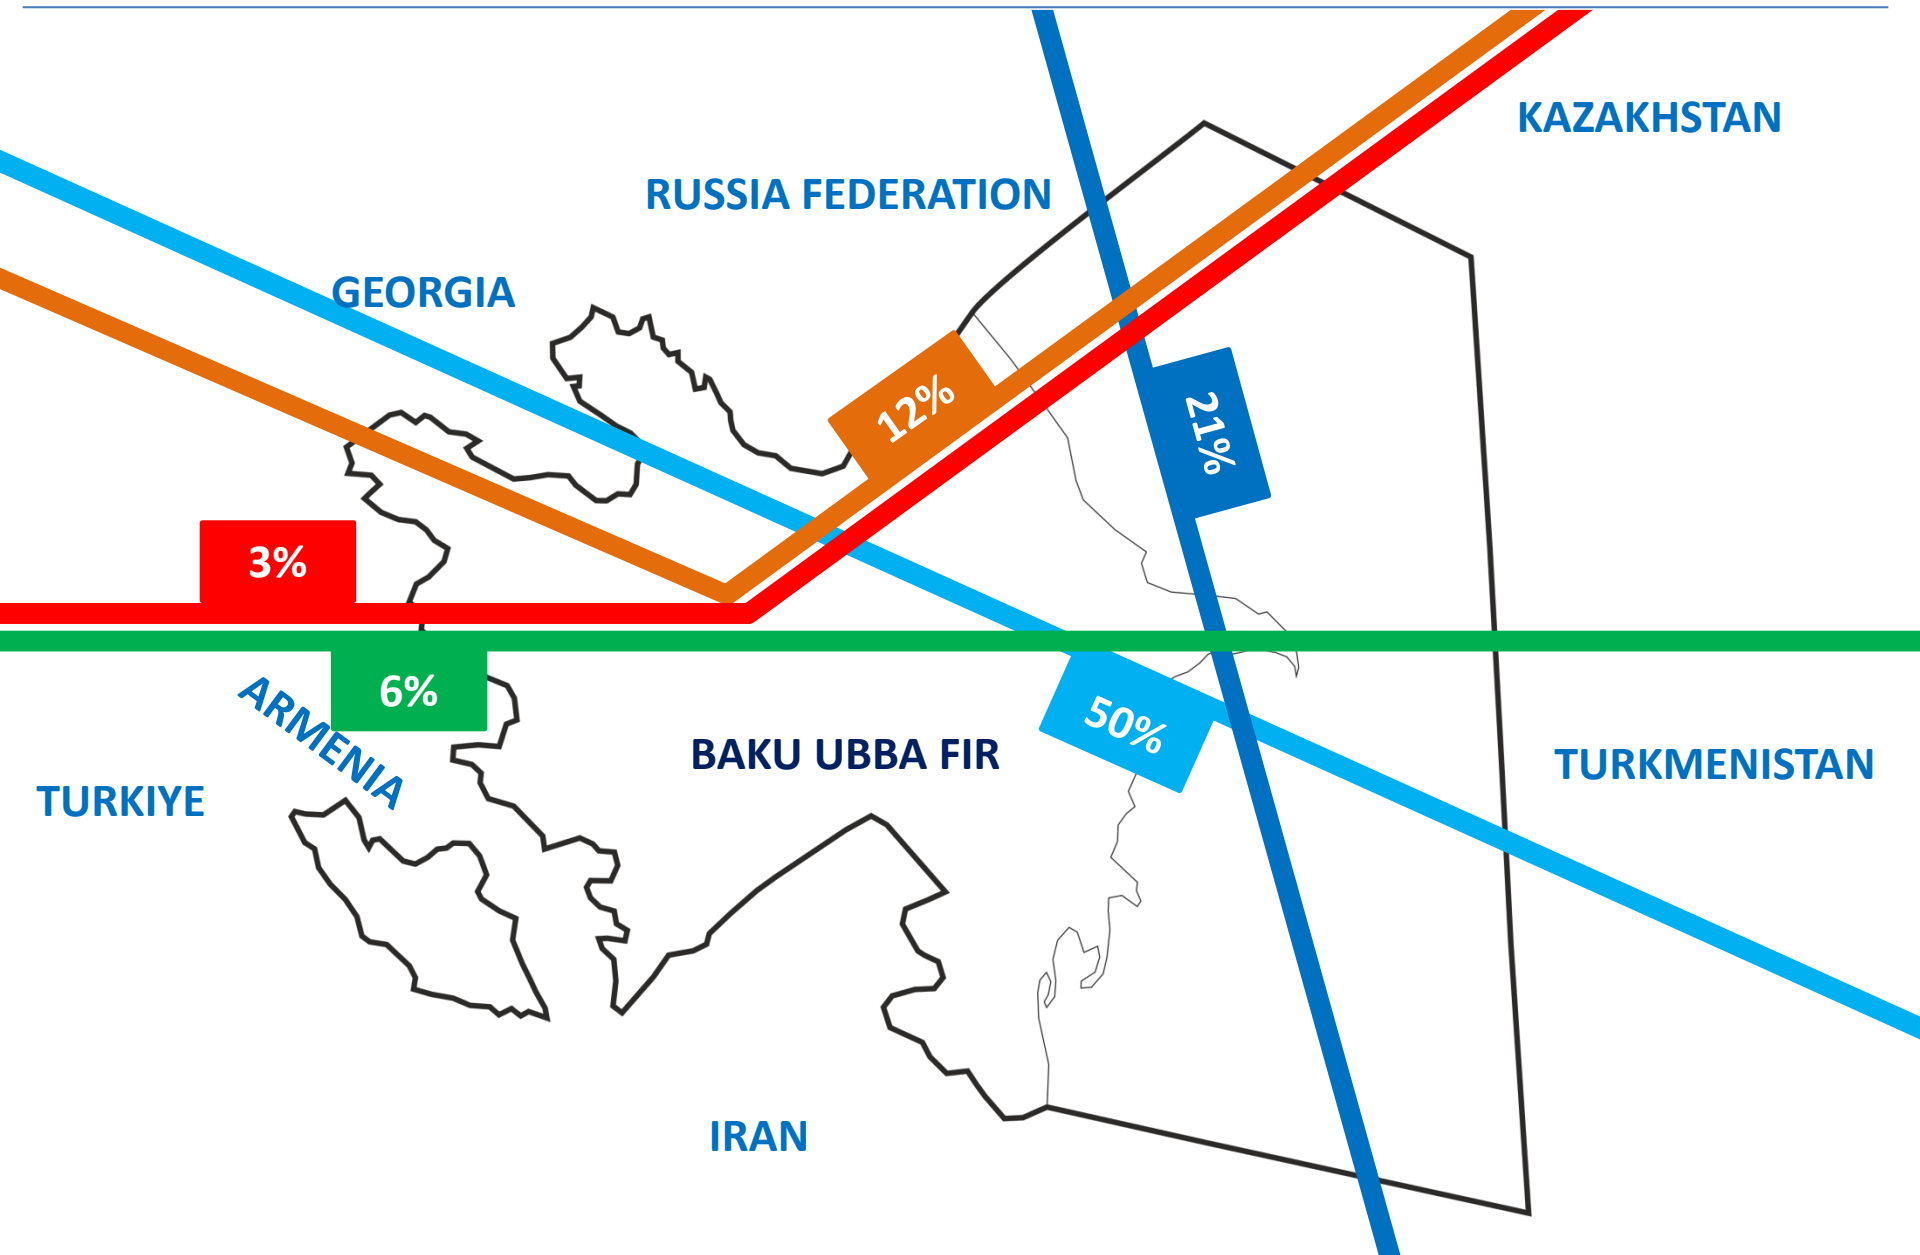 KAZAKHSTAN
RUSSIA FEDERATION
GEORGIA
12%
21%
3%
6%
ARMENIA
50%
BAKU UBBA FIR
TURKMENISTAN
TURKIYE
IRAN